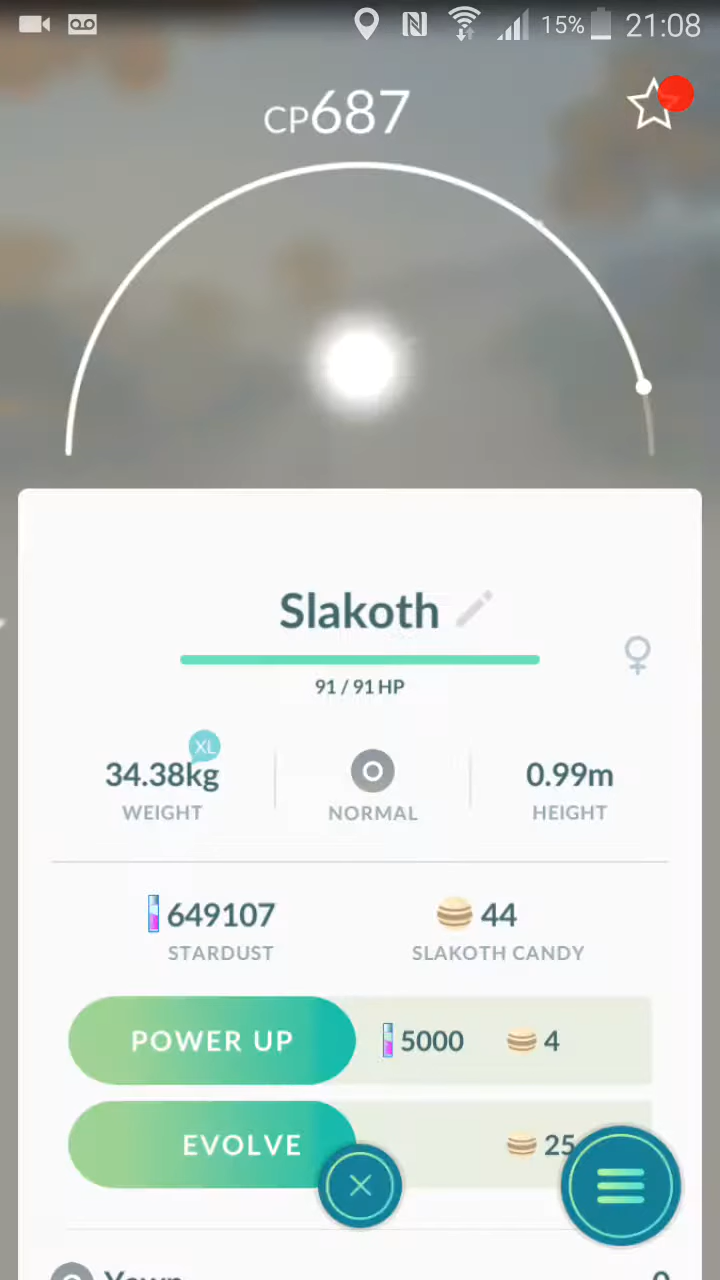 15% 21:08
CP687
Slakoth
91 / 91 HP
XL
34.38kg
WEIGHT
NORMAL
0.99m
HEIGHT
649107
STARDUST
44
SLAKOTH CANDY
POWER UP 5000 4
EVOLVE 25
Yawn